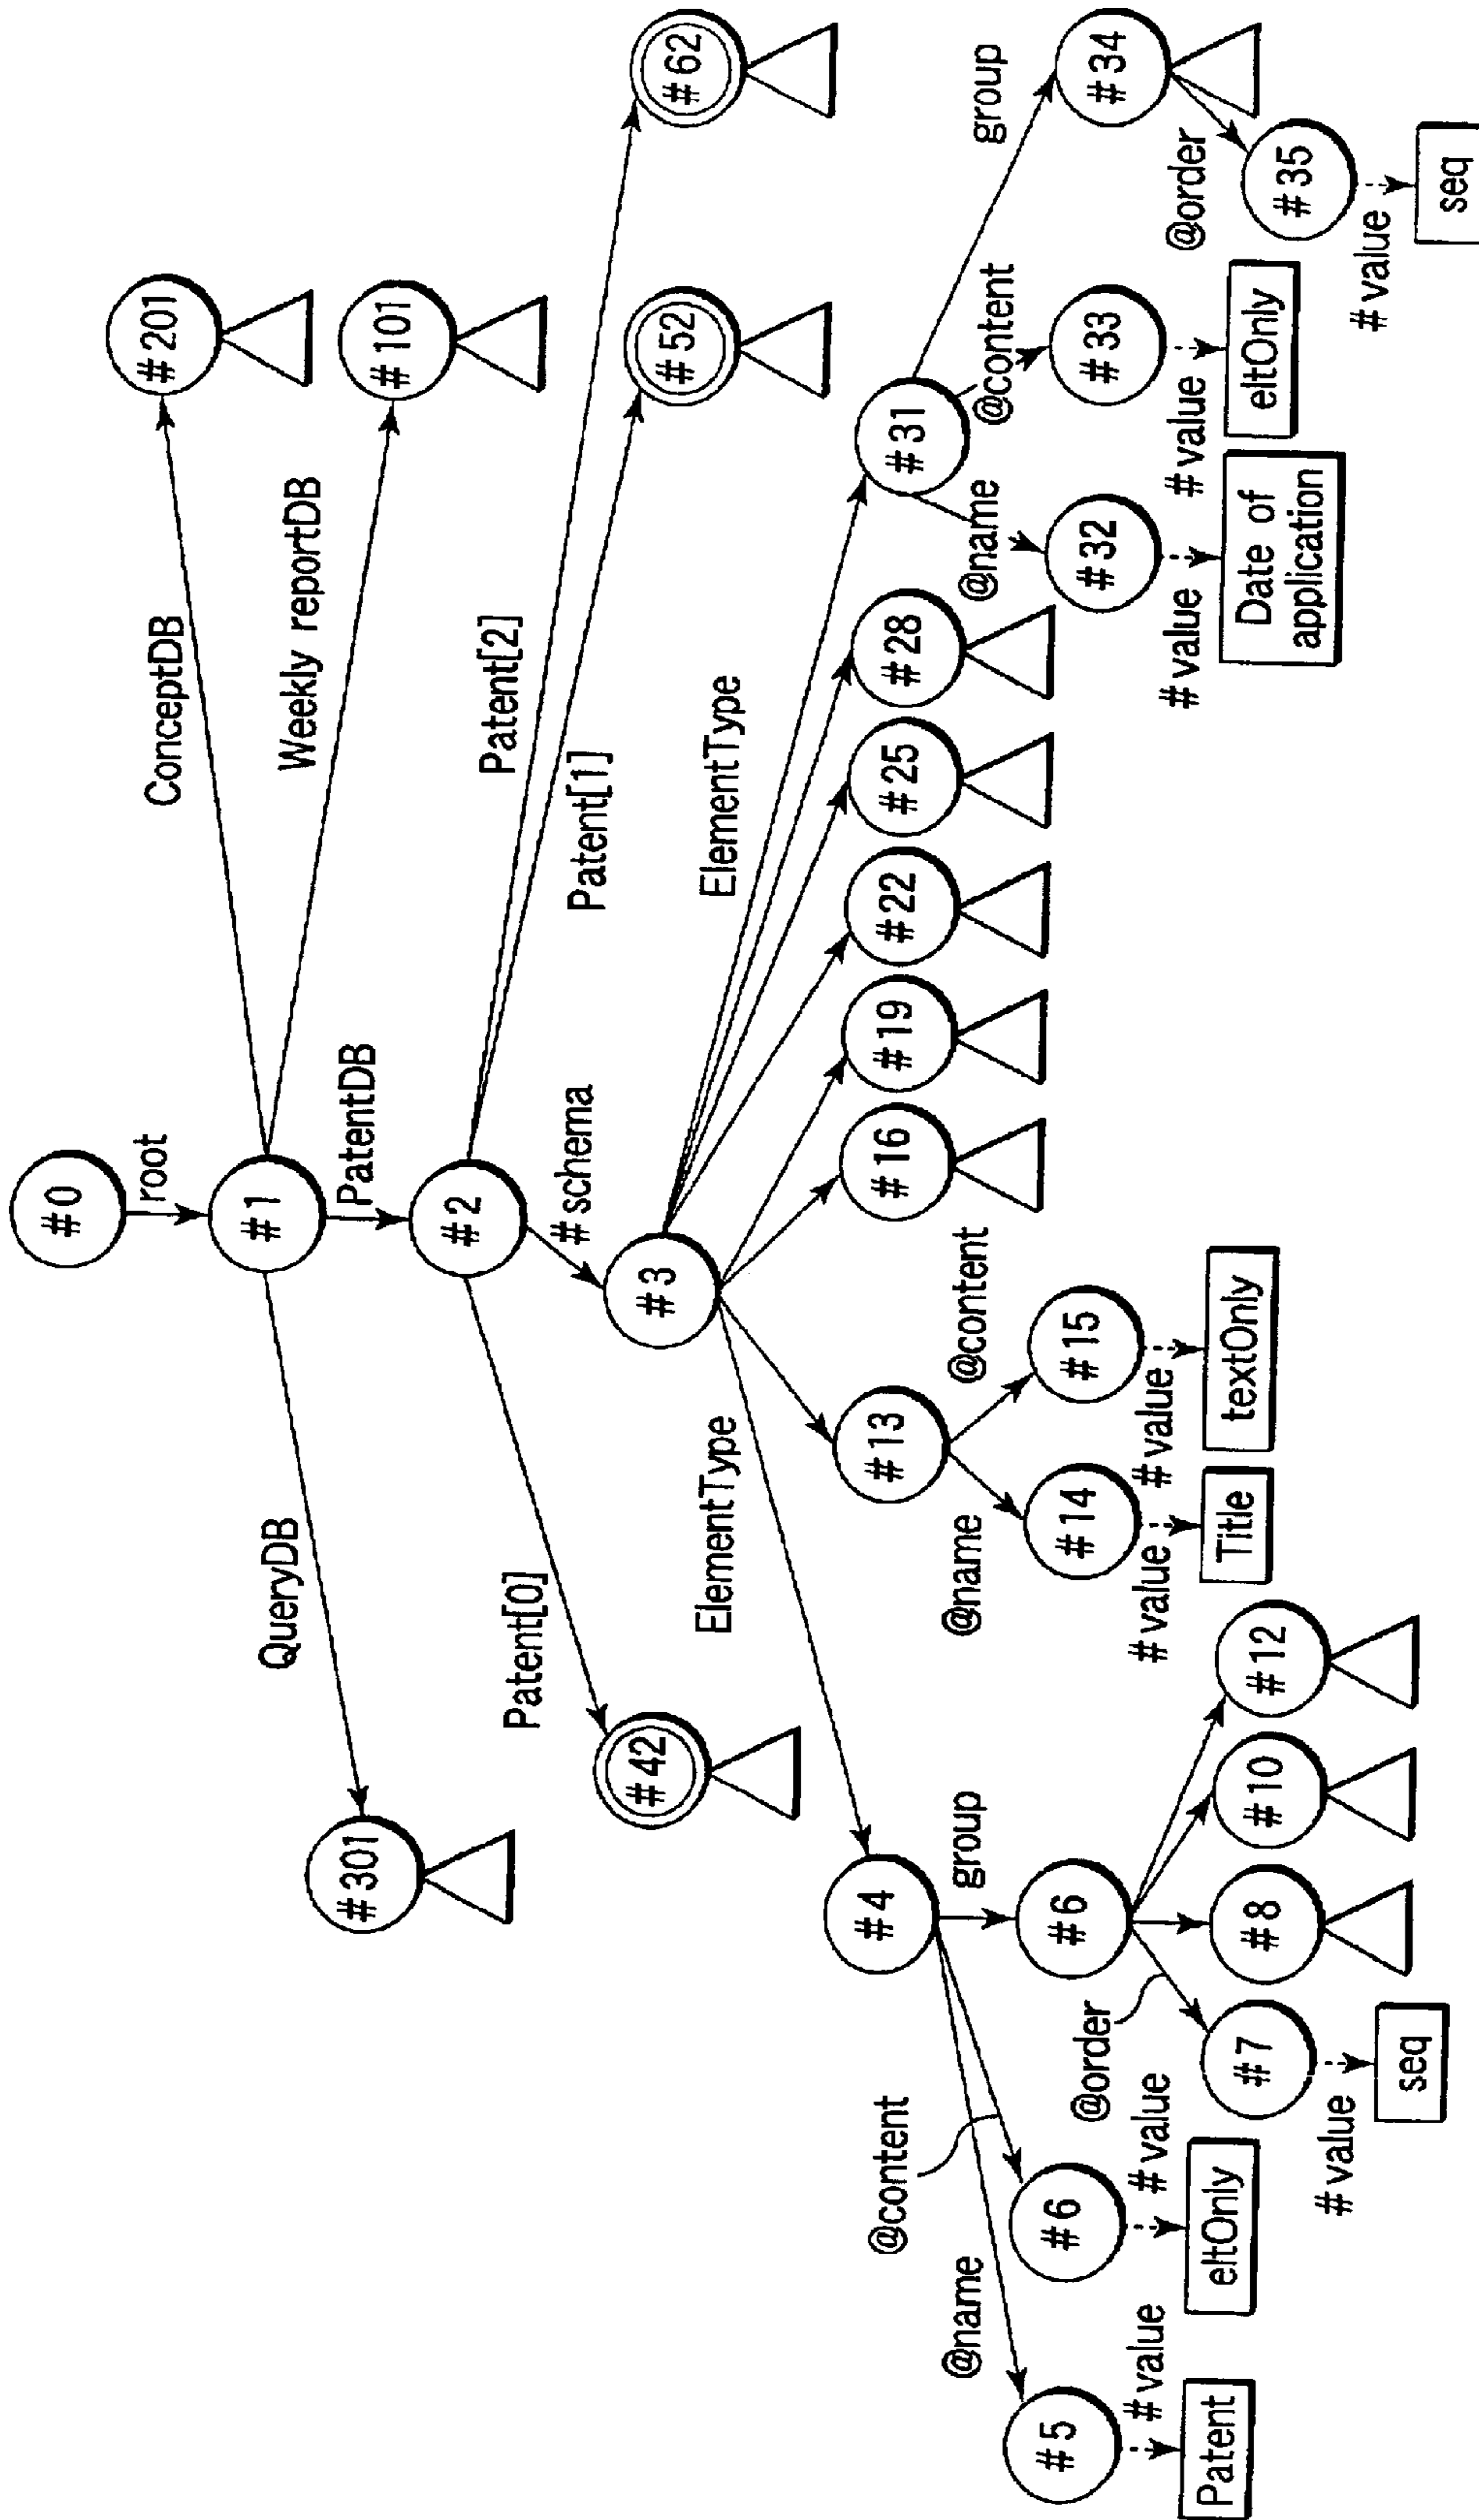 #0
root
#1
QueryDB
PatentDB
Weekly reportDB
ConceptDB
#301
#101
#201
#2
Patent[0]
#schema
Patent[1]
Patent[2]
#42
#3
#52
#62
ElementType
ElementType
#4
#13
#16
#19
#22
#25
#28
#31
@name
@content
group
@name
@content
@name
@content
group
#5
#6
#6
#14
#15
#32
#33
#34
#value
#value
@order
#value
#value
#value
#value
@order
Patent
eltOnly
#7
#8
#10
#12
Title
textOnly
Date of
application
eltOnly
#35
#value
#value
seq
seq